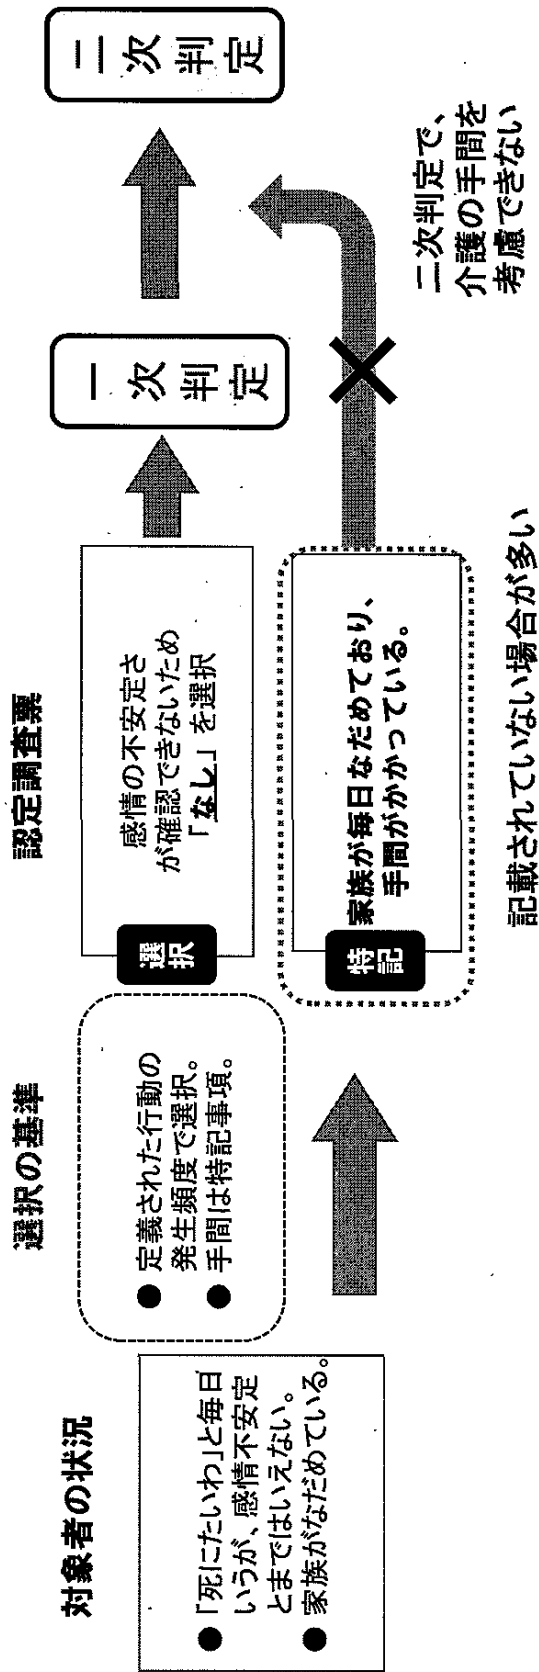 対象者の状況
●「死にたいわ」と毎日
いうが、感情不安定
とまではいえない。
●家族がなだめている。
選択の基準
●定義された行動の
発生頻度で選択。
●手間は特記事項。
認定調査票
選択
感情の不安定さ
が確認できないため
「なし」を選択
特記
家族が毎日なだめており、
手間がかかっている。
記載されていない場合が多い
一次判定
二次判定
二次判定で、
介護の手間を
考慮できない